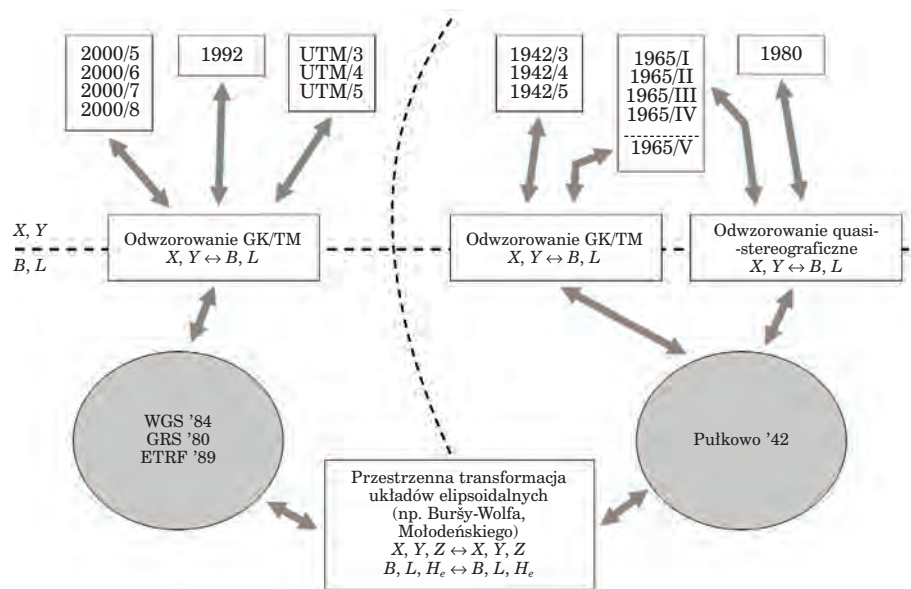 2000/5
2000/6
2000/7
2000/8
1992
UTM/3
UTM/4
UTM/5
1942/3
1942/4
1942/5
1965/I
1965/II
1965/III
1965/IV
1965/V
1980
X, Y
B, L
Odwzorowanie GK/TM
X, Y ↔ B, L
Odwzorowanie GK/TM
X, Y ↔ B, L
Odwzorowanie quasi-
-stereograficzne
X, Y ↔ B, L
WGS '84
GRS '80
ETRF '89
Pułkowo '42
Przestrzenna transformacja
układów elipsoidalnych
(np. Buršy-Wolfa,
Mołodeńskiego)
X, Y, Z ↔ X, Y, Z
B, L, Hₑ ↔ B, L, Hₑ